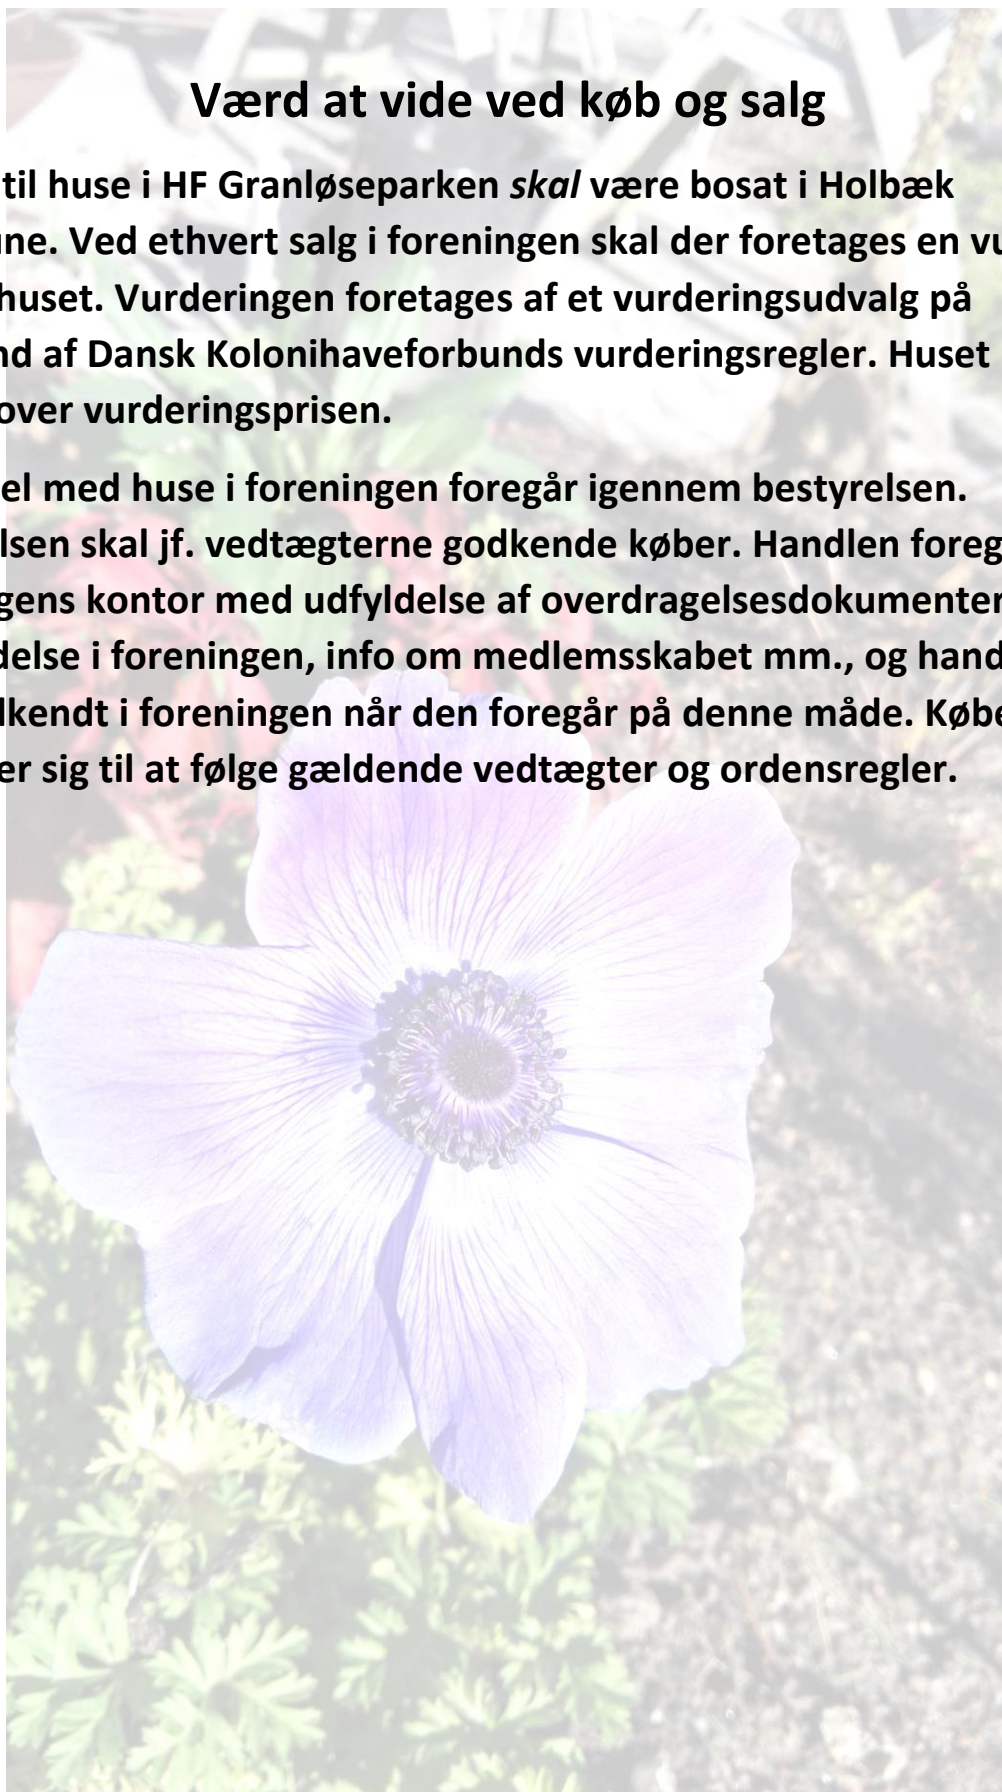 Værd at vide ved køb og salg
til huse i HF Granløseparken skal være bosat i Holbæk
une. Ved ethvert salg i foreningen skal der foretages en vu
huset. Vurderingen foretages af et vurderingsudvalg på
nd af Dansk Kolonihaveforbunds vurderingsregler. Huset
over vurderingsprisen.
el med huse i foreningen foregår igennem bestyrelsen.
lsen skal jf. vedtægterne godkende køber. Handlen foreg
gens kontor med udfyldelse af overdragelsesdokumenter
delse i foreningen, info om medlemsskabet mm., og hand
lkendt i foreningen når den foregår på denne måde. Købe
er sig til at følge gældende vedtægter og ordensregler.